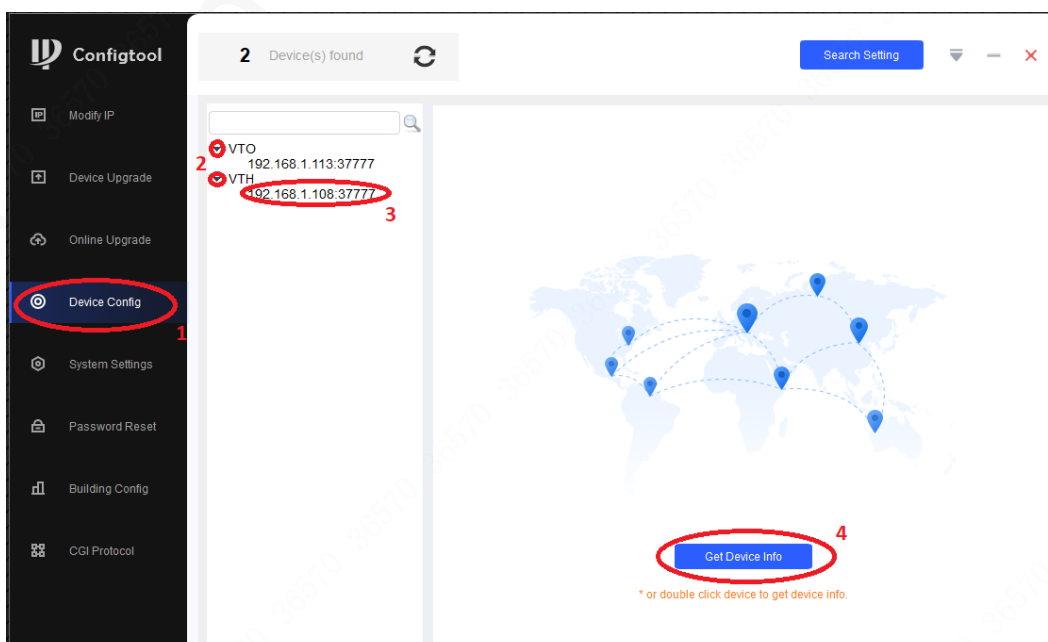 Configtool
2 Device(s) found
Search Setting
Modify IP
Device Upgrade
Online Upgrade
Device Config
1
System Settings
Password Reset
Building Config
CGI Protocol
2
VTO
192.168.1.113:37777
VTH
192.168.1.108:37777
3
4
Get Device Info
* or double click device to get device info.
36570 36570